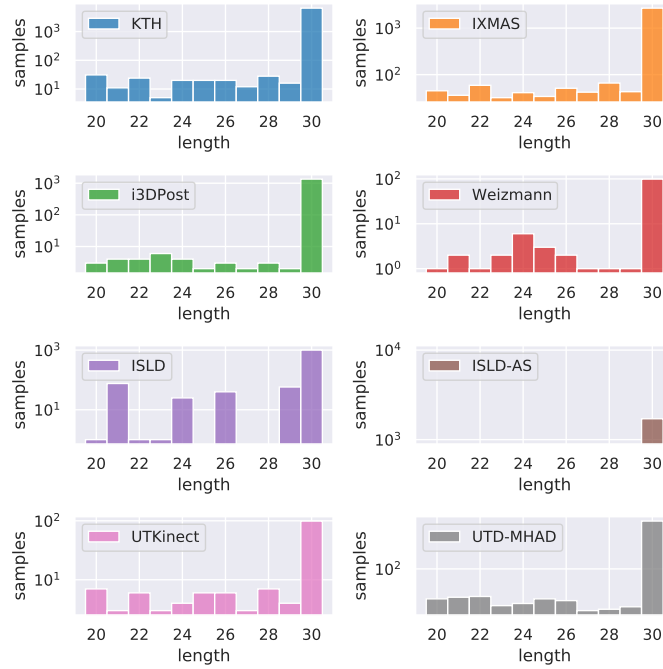 KTH
samples
10³
10²
10¹
20 22 24 26 28 30
length
IXMAS
samples
10³
10²
20 22 24 26 28 30
length
i3DPost
samples
10³
10²
10¹
20 22 24 26 28 30
length
Weizmann
samples
10²
10¹
10⁰
20 22 24 26 28 30
length
ISLD
samples
10³
10¹
20 22 24 26 28 30
length
ISLD-AS
samples
10⁴
10³
20 22 24 26 28 30
length
UTKinect
samples
10²
10¹
20 22 24 26 28 30
length
UTD-MHAD
samples
10²
20 22 24 26 28 30
length